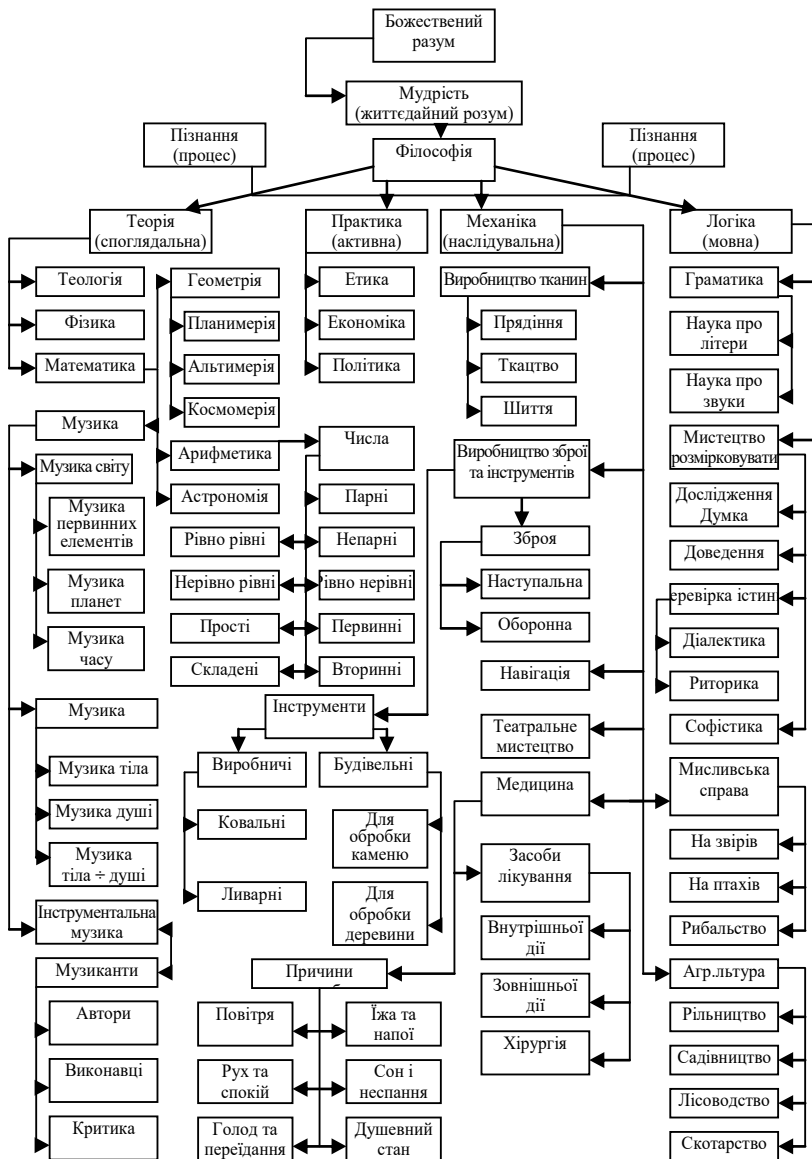 Божествений
разум
Мудрість
(життєдайний розум)
Пізнання
(процес)
Філософія
Пізнання
(процес)
Теорія
(споглядальна)
Практика
(активна)
Механіка
(наслідувальна)
Логіка
(мовна)
Теологія
Фізика
Математика
Геометрія
Планимерія
Альтимерія
Космомерія
Арифметика
Астрономія
Етика
Економіка
Політика
Виробництво тканин
Прядіння
Ткацтво
Шиття
Граматика
Наука про
літери
Наука про
звуки
Музика
Музика світу
Музика
первинних
елементів
Музика
планет
Музика
часу
Числа
Парні
Рівно рівні
Непарні
Нерівно рівні
Рівно нерівні
Прості
Первинні
Складені
Вторинні
Виробництво зброї
та інструментів
Зброя
Наступальна
Оборонна
Мистецтво
розмірковувати
Дослідження
Думка
Доведення
еревірка істин
Діалектика
Риторика
Софістика
Навігація
Театральне
мистецтво
Медицина
Мисливська
справа
На звірів
На птахів
Рибальство
Музика
Музика тіла
Музика душі
Музика
тіла ÷ душі
Інструментальна
музика
Музиканти
Автори
Виконавці
Критика
Інструменти
Виробничі
Ковальні
Ливарні
Будівельні
Для
обробки
каменю
Для
обробки
деревини
Засоби
лікування
Внутрішньої
дії
Зовнішньої
дії
Хірургія
Причини
Повітря
Їжа та
напої
Рух та
спокій
Сон і
неспання
Голод та
переїдання
Душевний
стан
Агр.льтура
Рільництво
Садівництво
Лісоводство
Скотарство